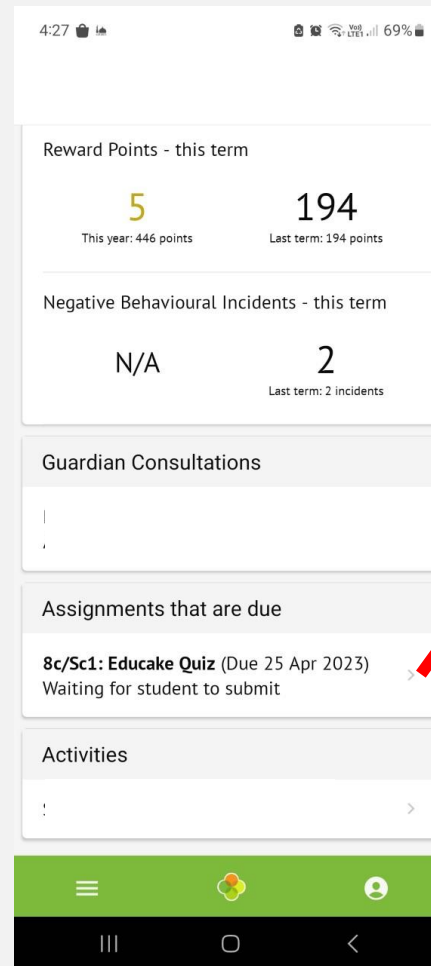 4:27 Vo) LTE1 69%
Reward Points - this term
5 194
This year: 446 points Last term: 194 points
Negative Behavioural Incidents - this term
N/A 2
Last term: 2 incidents
Guardian Consultations
Assignments that are due
8c/Sc1: Educake Quiz (Due 25 Apr 2023)
Waiting for student to submit
Activities